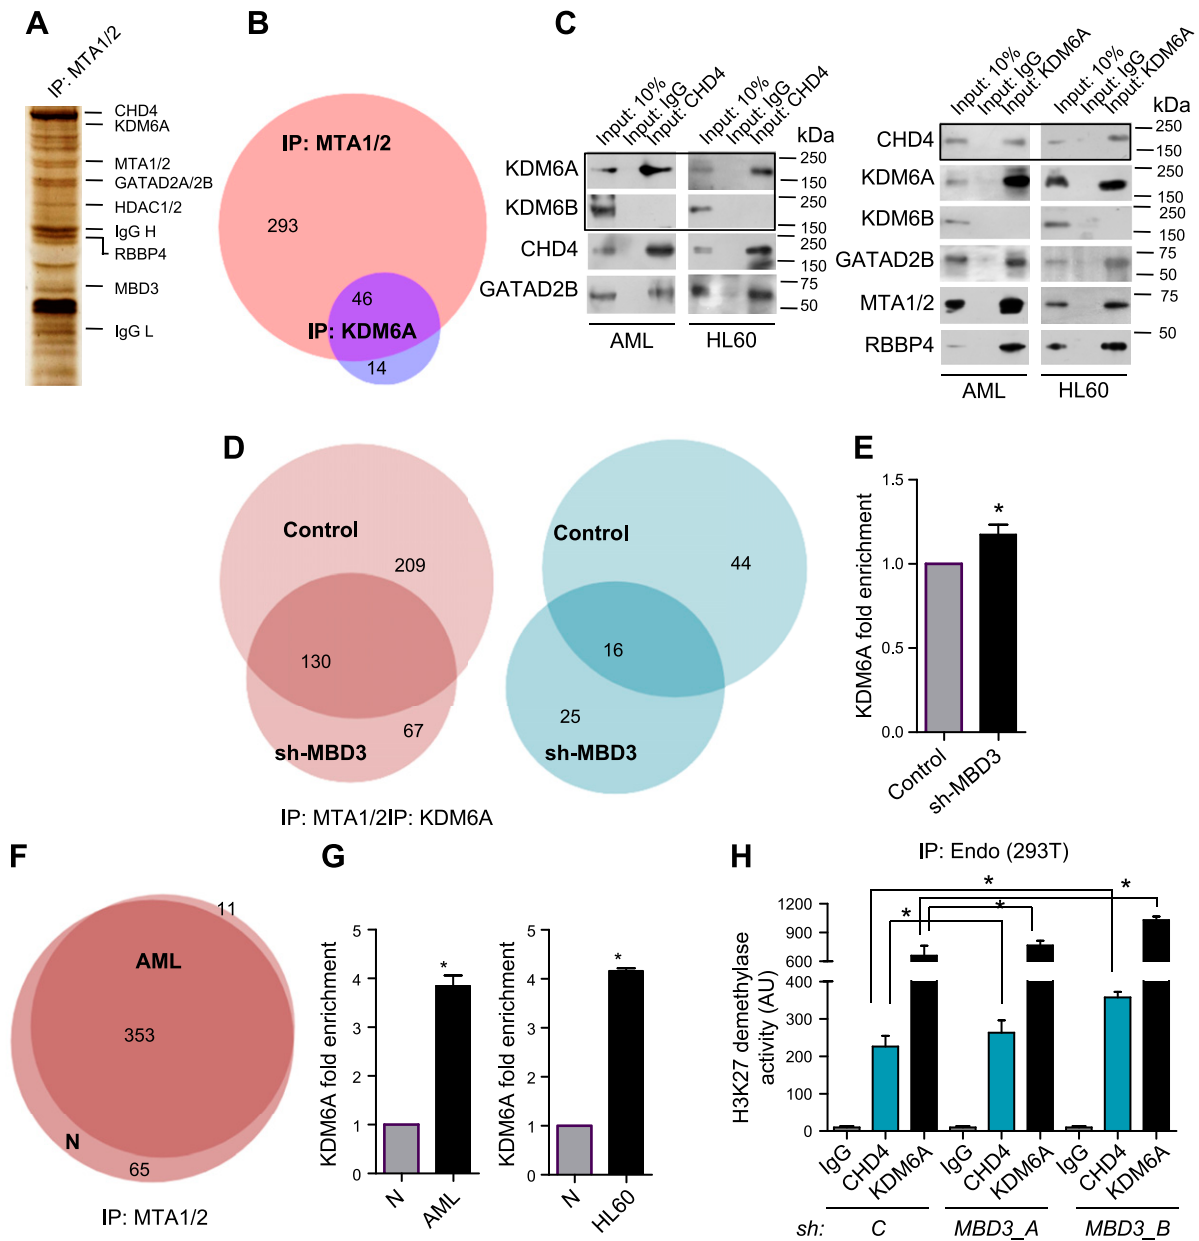 A
IP: MTA1/2
CHD4
KDM6A
MTA1/2
GATAD2A/2B
HDAC1/2
IgG H
RBBP4
MBD3
IgG L
B
IP: MTA1/2
293
46
IP: KDM6A
14
C
Input: 10%
Input: IgG
Input: CHD4
Input: 10%
Input: IgG
Input: CHD4
kDa
KDM6A
250
150
KDM6B
250
150
CHD4
250
150
GATAD2B
75
50
AML
HL60
Input: 10%
Input: IgG
Input: KDM6A
Input: 10%
Input: IgG
Input: KDM6A
kDa
CHD4
250
150
KDM6A
250
150
KDM6B
250
150
GATAD2B
75
50
MTA1/2
75
RBBP4
50
AML
HL60
D
Control
209
130
67
sh-MBD3
Control
44
16
25
sh-MBD3
IP: MTA1/2IP: KDM6A
E
KDM6A fold enrichment
1.5
1.0
0.5
0.0
*
Control
sh-MBD3
F
11
AML
353
N
65
IP: MTA1/2
G
KDM6A fold enrichment
5
4
3
2
1
0
*
N
AML
KDM6A fold enrichment
5
4
3
2
1
0
*
N
HL60
H
IP: Endo (293T)
H3K27 demethylase
activity (AU)
1200
900
600
400
300
200
100
0
*
*
*
*
IgG
CHD4
KDM6A
IgG
CHD4
KDM6A
IgG
CHD4
KDM6A
sh:
C
MBD3_A
MBD3_B